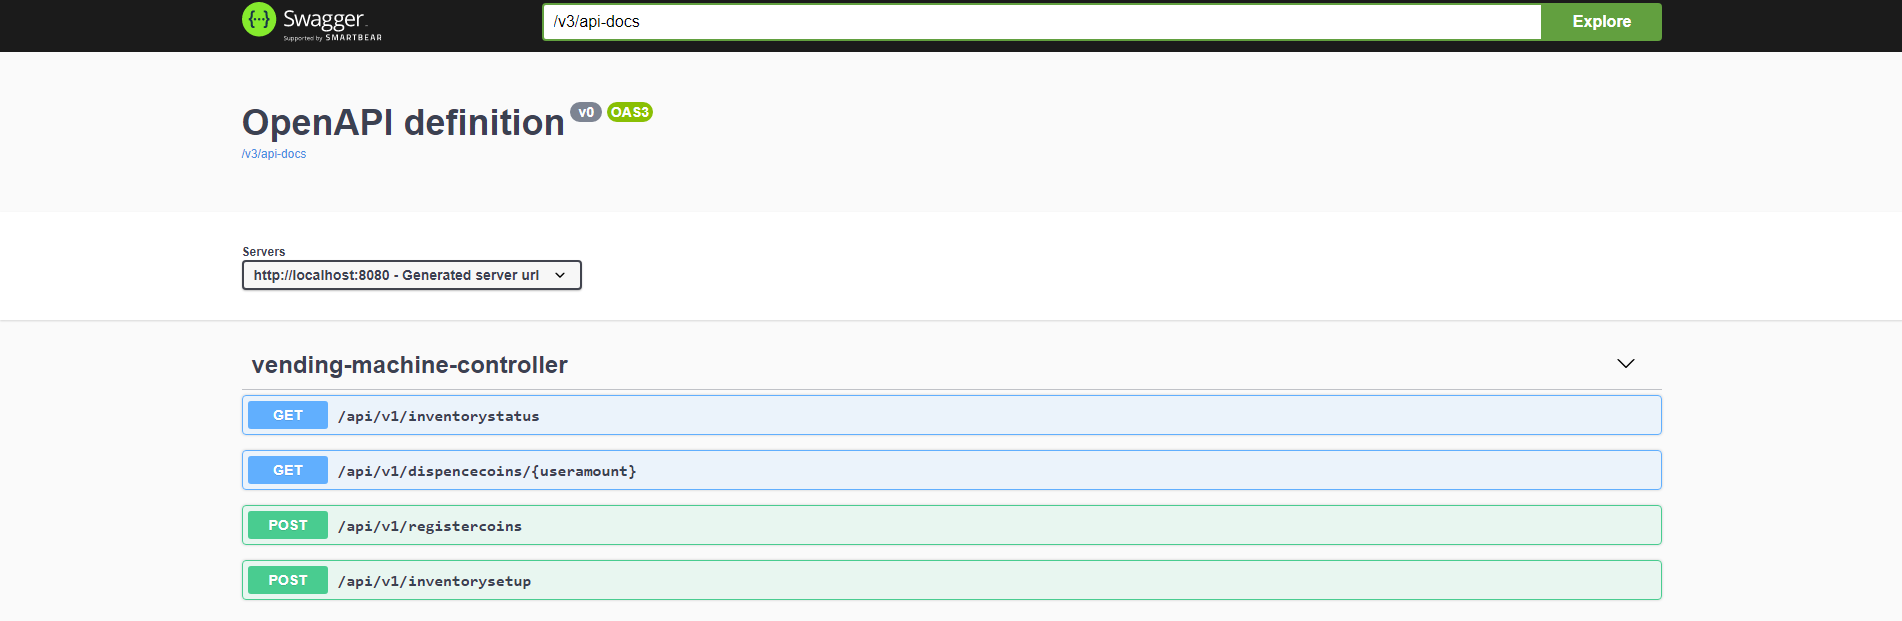 {···} Swagger
Supported by SMARTBEAR
/v3/api-docs
Explore
OpenAPI definition v0 OAS3
/v3/api-docs
Servers
http://localhost:8080 - Generated server url
vending-machine-controller
GET /api/v1/inventorystatus
GET /api/v1/dispencecoins/{useramount}
POST /api/v1/registercoins
POST /api/v1/inventorysetup